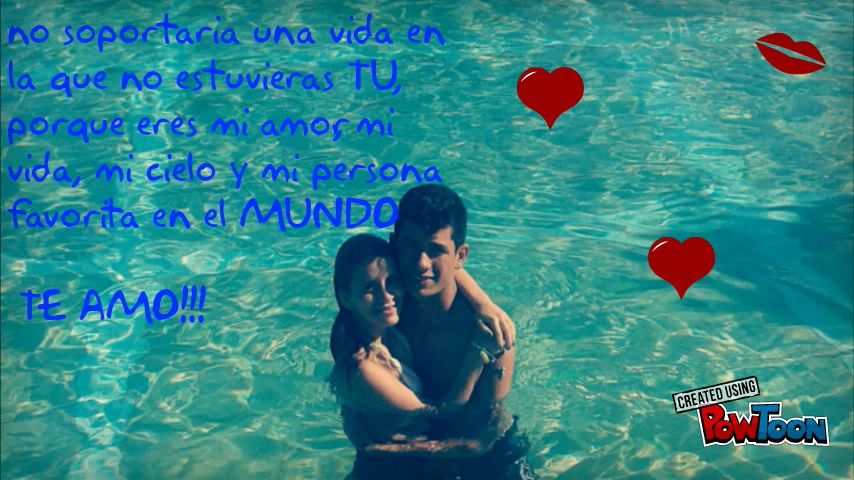 no soportaria una vida en
la que no estuvieras TU,
porque eres mi amor, mi
vida, mi cielo y mi persona
favorita en el MUNDO
TE AMO!!!
CREATED USING
POWTOON